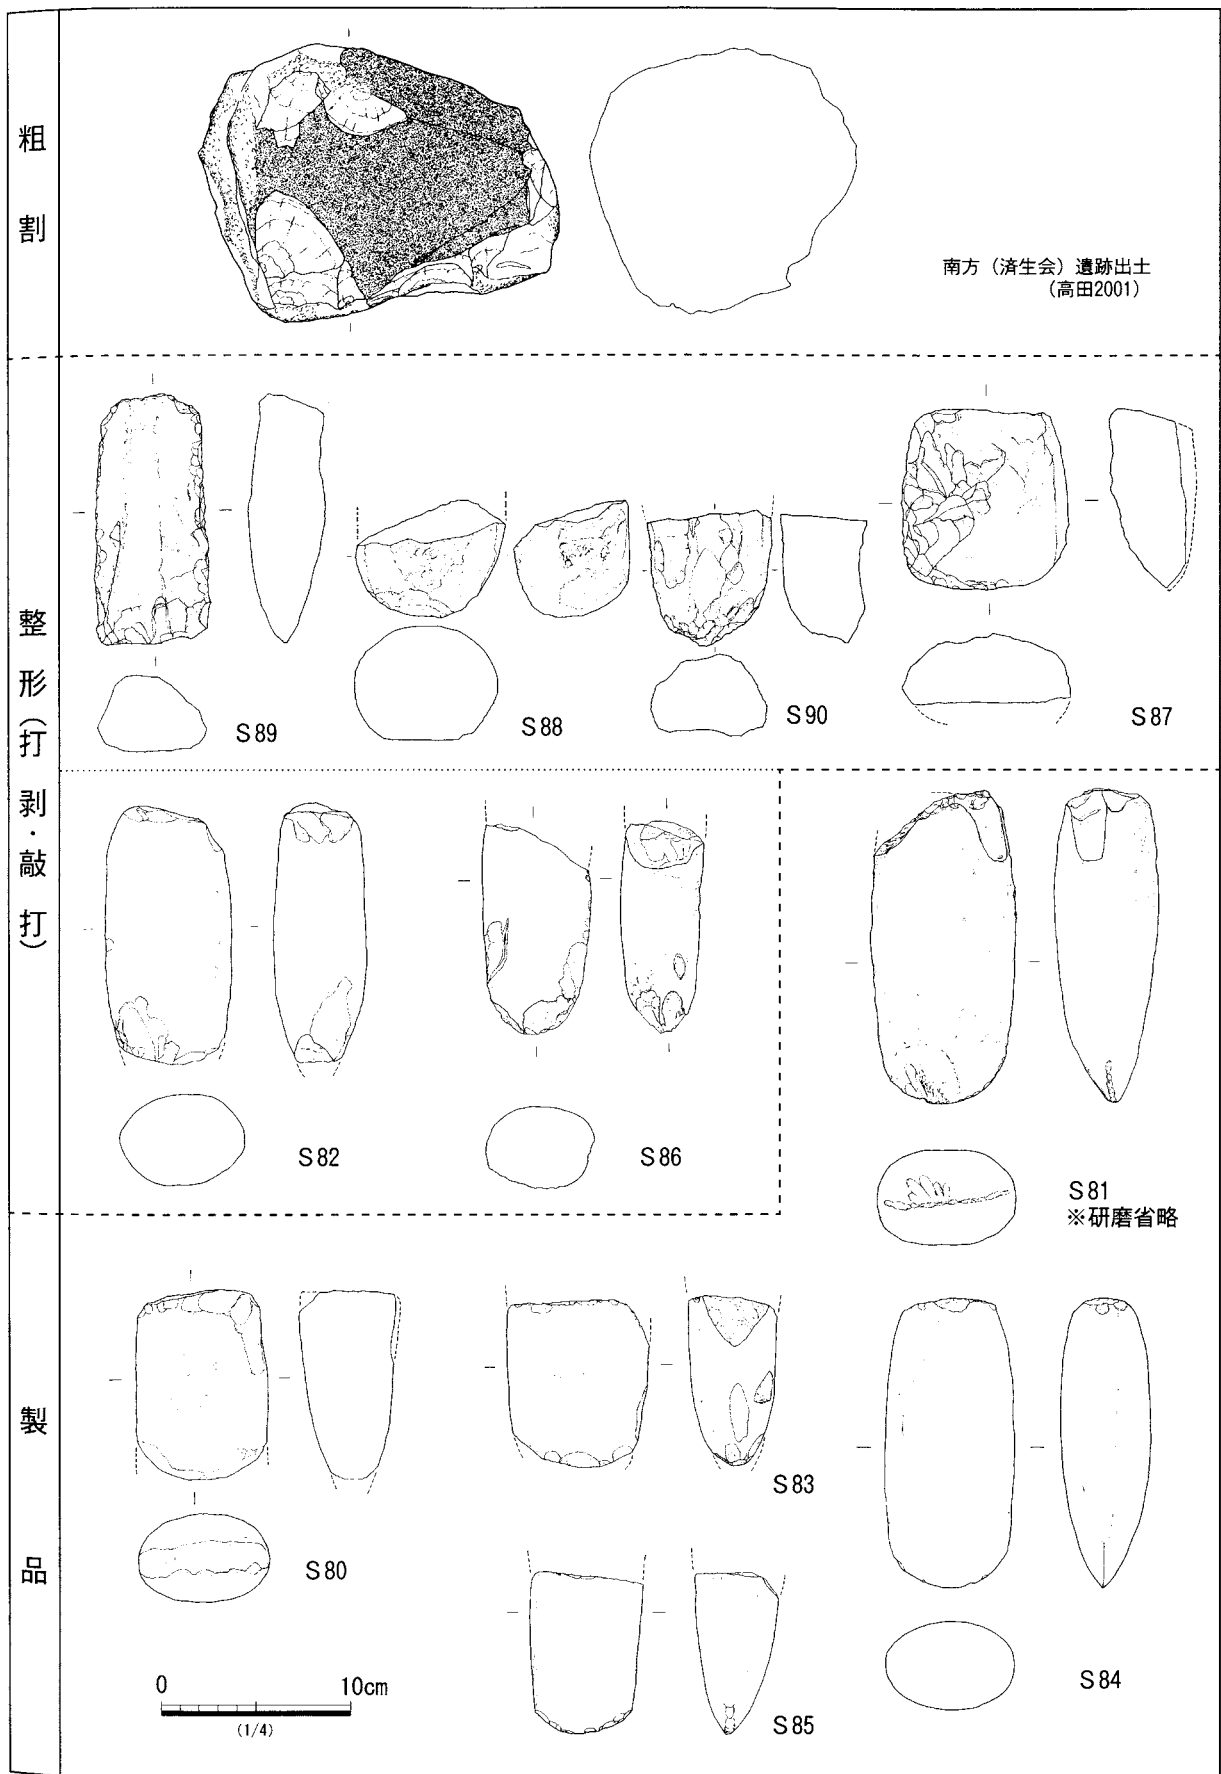 粗割
南方（済生会）遺跡出土
（高田2001）
整形（打剥・敲打）
S89
S88
S90
S87
S82
S86
S81
※研磨省略
製品
S80
S83
S84
S85
0 10cm
(1/4)